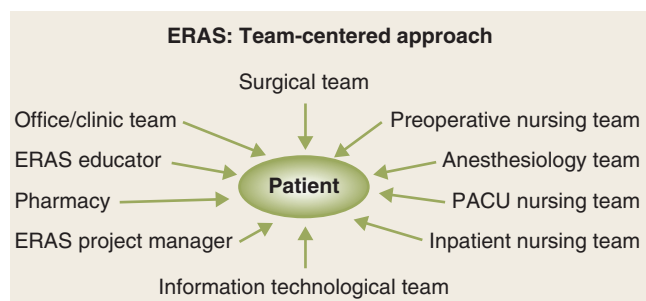 ERAS: Team-centered approach
Surgical team
Office/clinic team
Preoperative nursing team
ERAS educator
Anesthesiology team
Patient
Pharmacy
PACU nursing team
ERAS project manager
Inpatient nursing team
Information technological team